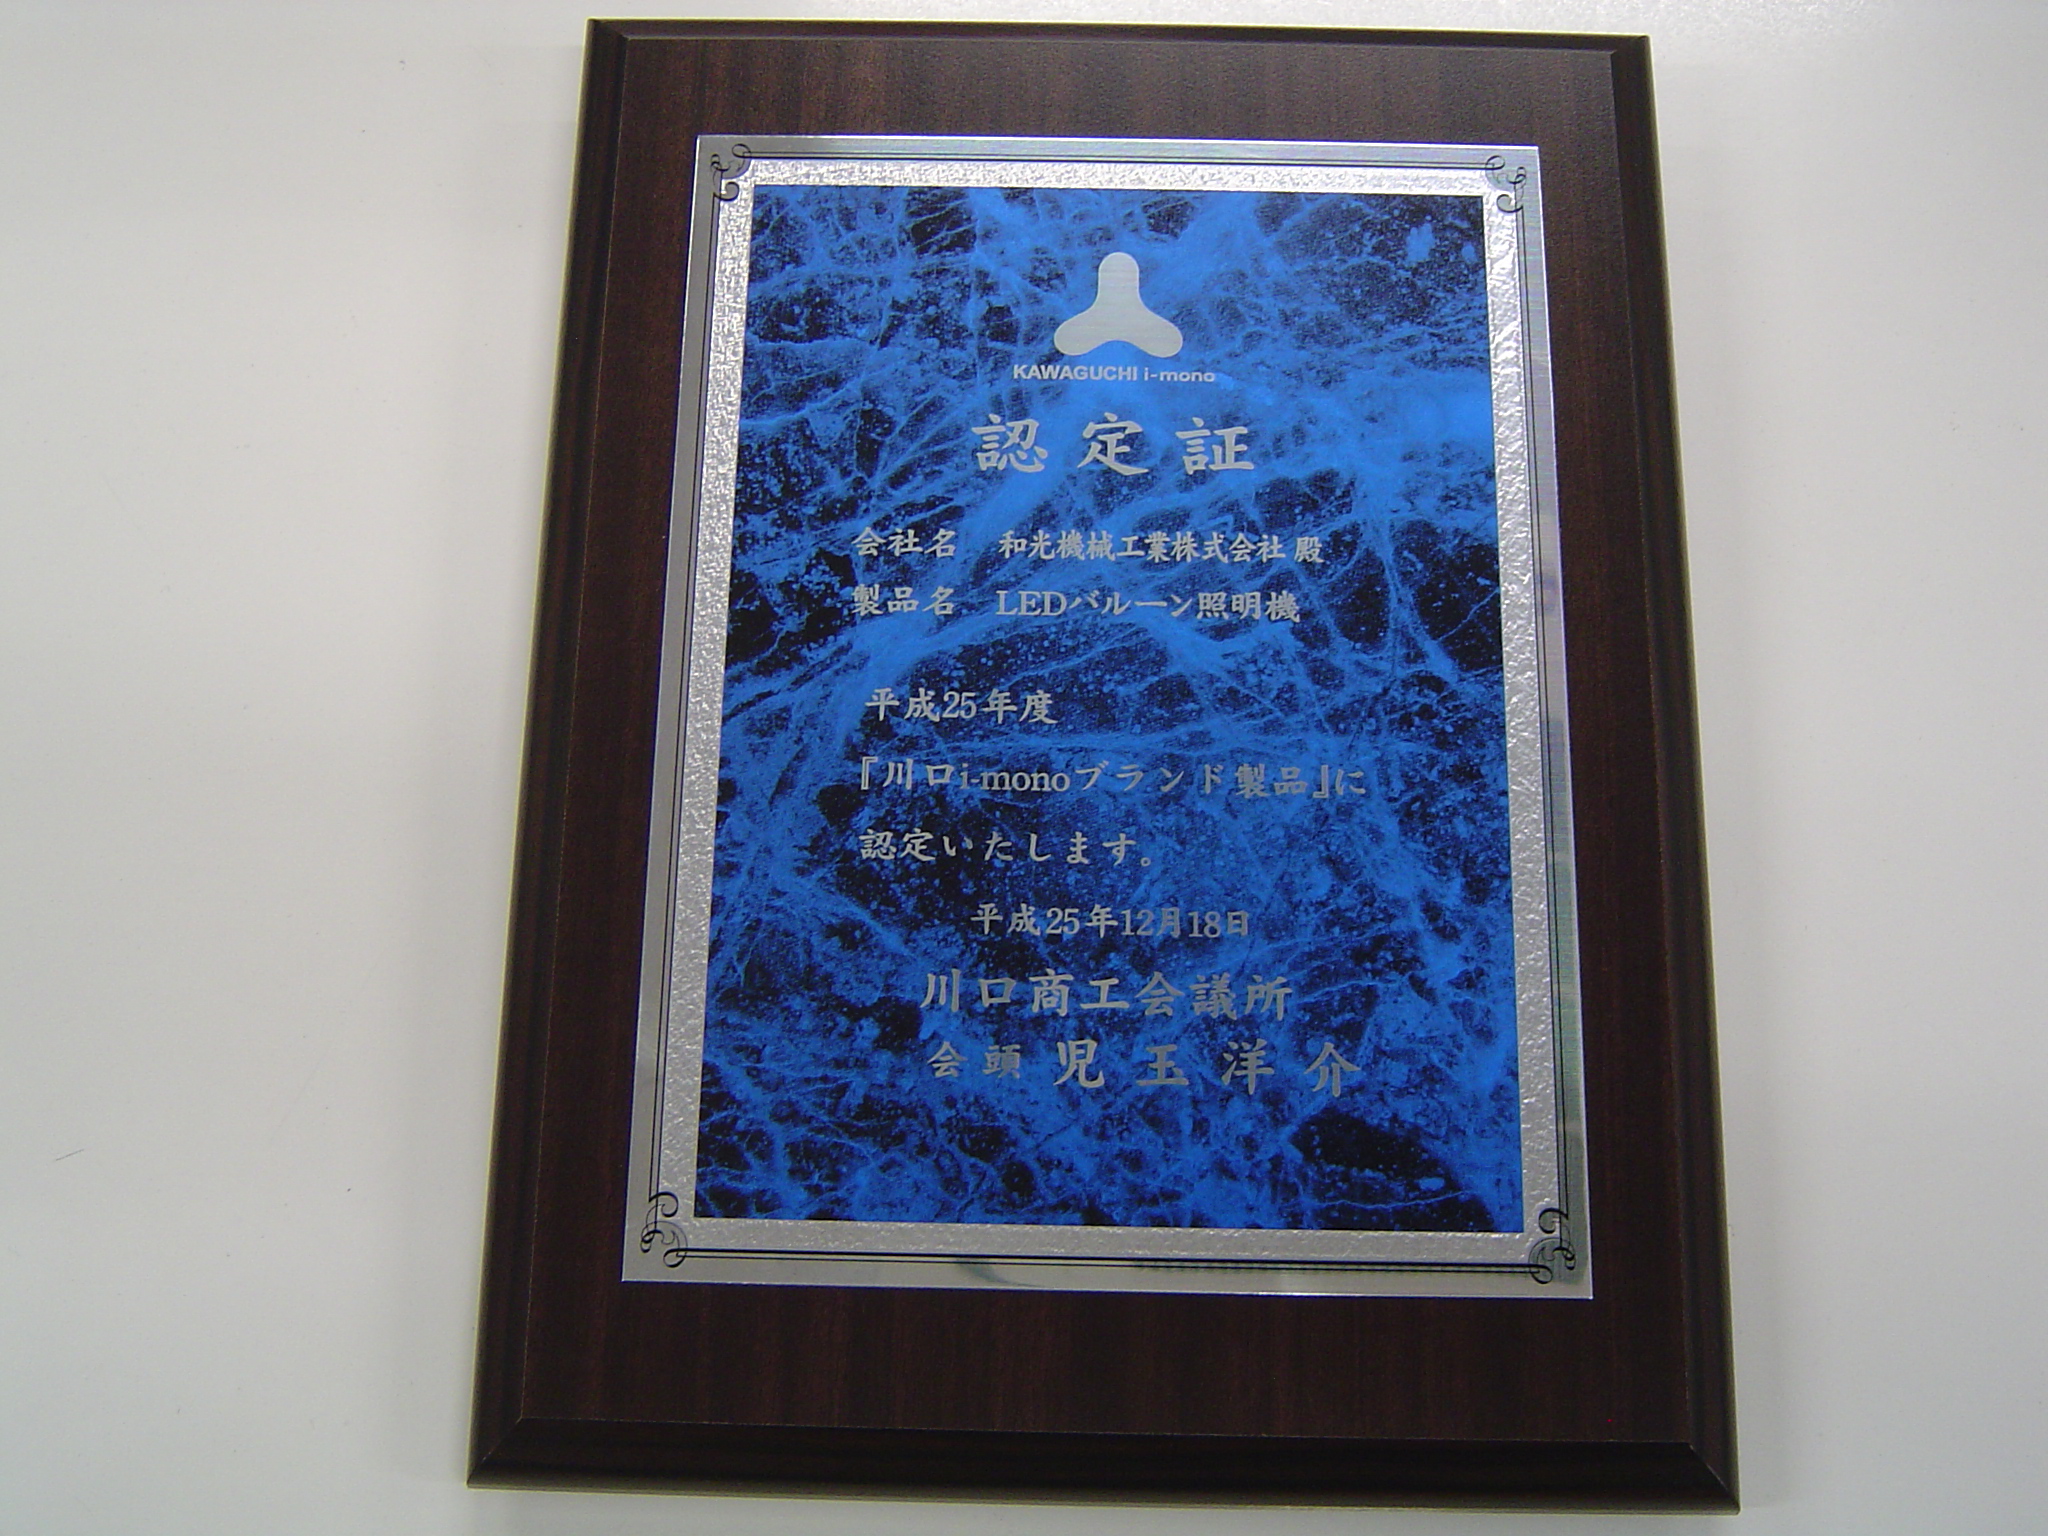 KAWAGUCHI i-mono
認定証
会社名 和光機械工業株式会社 殿
製品名 LEDバルーン照明機
平成25年度
『川口i-monoブランド製品』に
認定いたします。
平成25年12月18日
川口商工会議所
会頭 児玉洋介